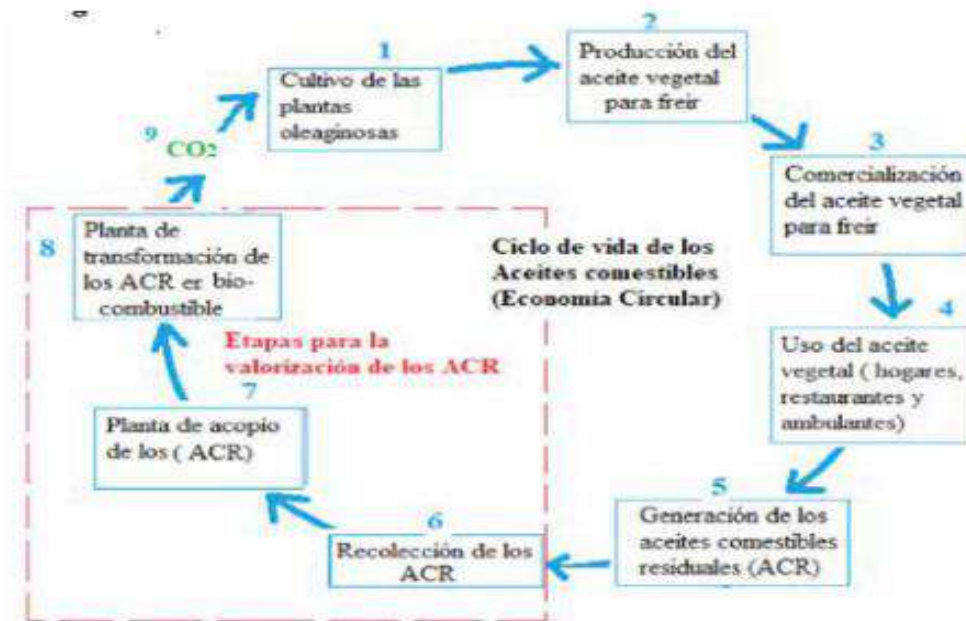 1
Cultivo de las
plantas
oleaginosas
2
Producción del
aceite vegetal
para freir
3
Comercialización
del aceite vegetal
para freir
4
Uso del aceite
vegetal ( hogares,
restaurantes y
ambulantes)
5
Generación de los
aceites comestibles
residuales (ACR)
6
Recolección de los
ACR
7
Planta de acopio
de los ( ACR)
8
Planta de
transformación de
los ACR er bio-
combustible
9
CO2
Ciclo de vida de los
Aceites comestibles
(Economía Circular)
Etapas para la
valorización de los ACR